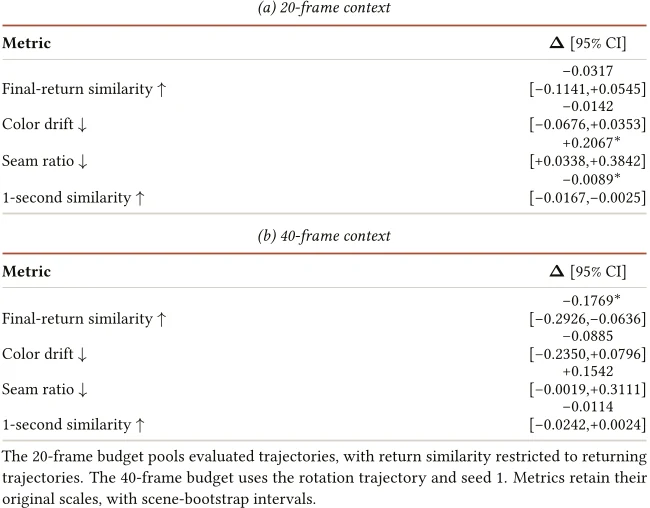 (a) 20-frame context
Metric Δ [95% CI]
−0.0317
Final-return similarity ↑ [−0.1141,+0.0545]
−0.0142
Color drift ↓ [−0.0676,+0.0353]
+0.2067*
Seam ratio ↓ [+0.0338,+0.3842]
−0.0089*
1-second similarity ↑ [−0.0167,−0.0025]
(b) 40-frame context
Metric Δ [95% CI]
−0.1769*
Final-return similarity ↑ [−0.2926,−0.0636]
−0.0885
Color drift ↓ [−0.2350,+0.0796]
+0.1542
Seam ratio ↓ [−0.0019,+0.3111]
−0.0114
1-second similarity ↑ [−0.0242,+0.0024]
The 20-frame budget pools evaluated trajectories, with return similarity restricted to returning
trajectories. The 40-frame budget uses the rotation trajectory and seed 1. Metrics retain their
original scales, with scene-bootstrap intervals.